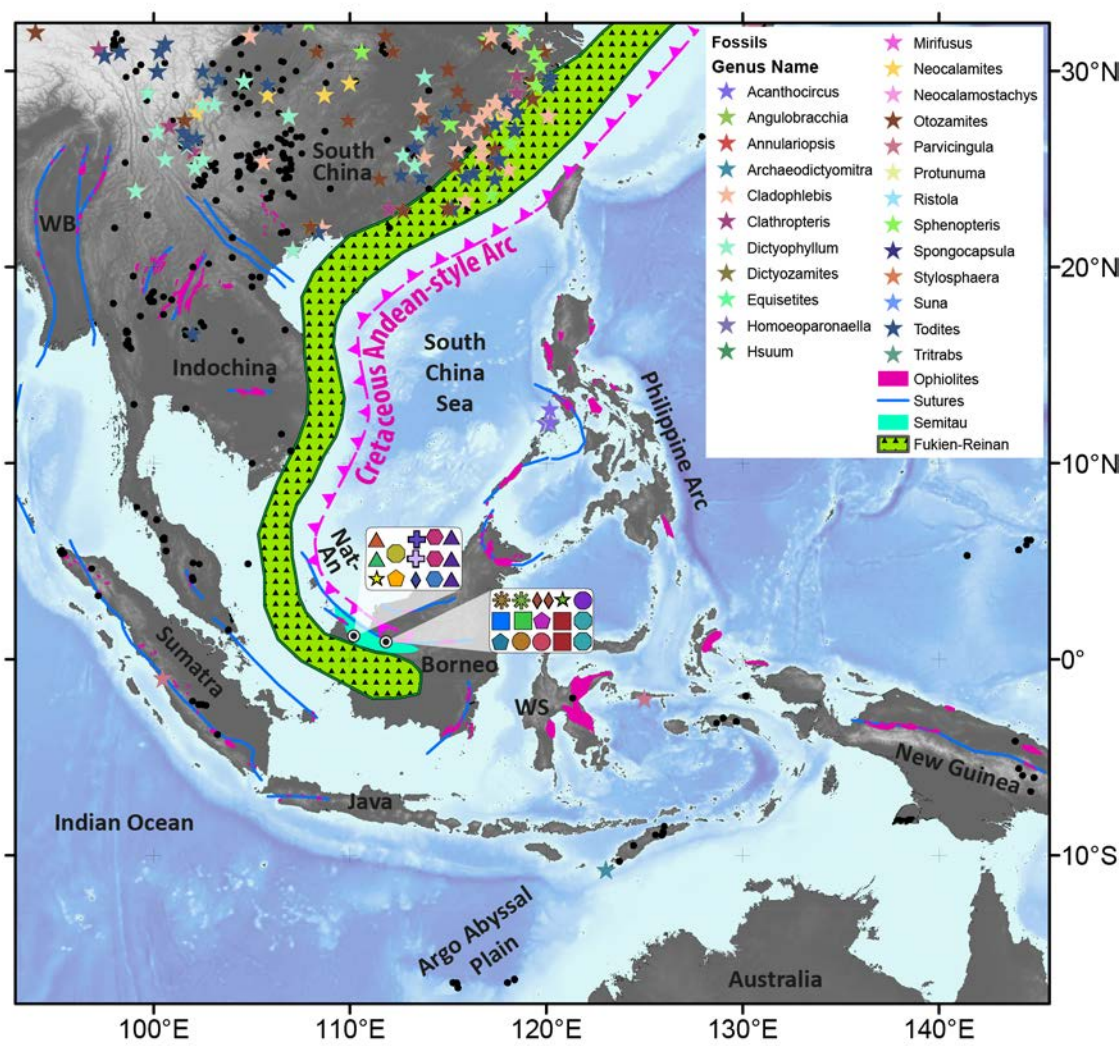 Fossils
Genus Name
Acanthocircus
Angulobracchia
Annulariopsis
Archaeodictyomitra
Cladophlebis
Clathropteris
Dictyophyllum
Dictyozamites
Equisetites
Homoeoparonaella
Hsuum
Mirifusus
Neocalamites
Neocalamostachys
Otozamites
Parvicingula
Protunuma
Ristola
Sphenopteris
Spongocapsula
Stylosphaera
Suna
Todites
Tritrabs
Ophiolites
Sutures
Semitau
Fukien-Reinan
South
China
WB
Indochina
Cretaceous Andean-style Arc
South
China
Sea
Philippine Arc
Nat-
An
Sumatra
Borneo
WS
New Guinea
Java
Indian Ocean
Argo Abyssal
Plain
Australia
30°N
20°N
10°N
0°
10°S
100°E
110°E
120°E
130°E
140°E